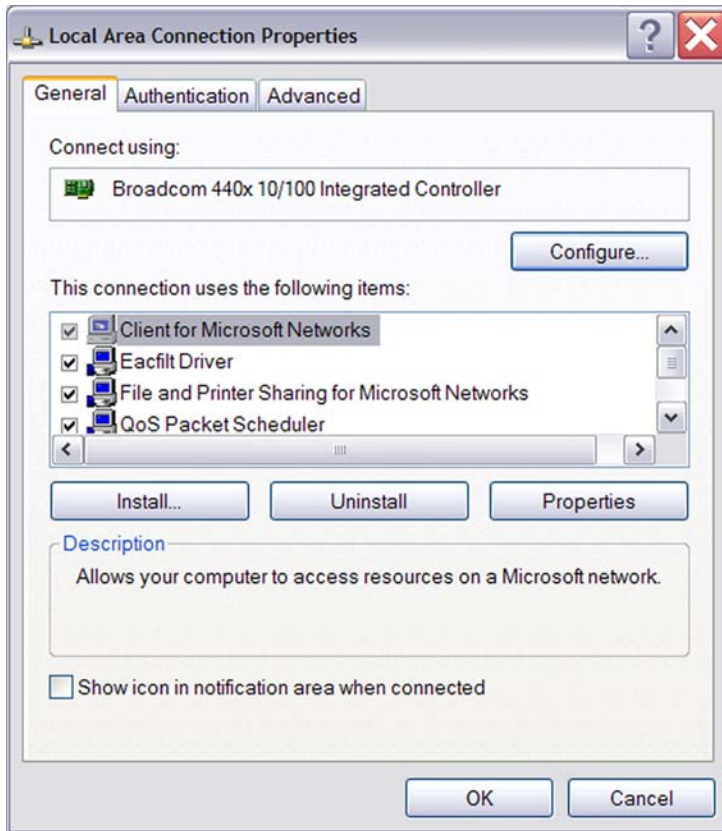 Local Area Connection Properties
General Authentication Advanced
Connect using:
Broadcom 440x 10/100 Integrated Controller
Configure...
This connection uses the following items:
Client for Microsoft Networks
Eacfilt Driver
File and Printer Sharing for Microsoft Networks
QoS Packet Scheduler
Install... Uninstall Properties
Description
Allows your computer to access resources on a Microsoft network.
Show icon in notification area when connected
OK Cancel